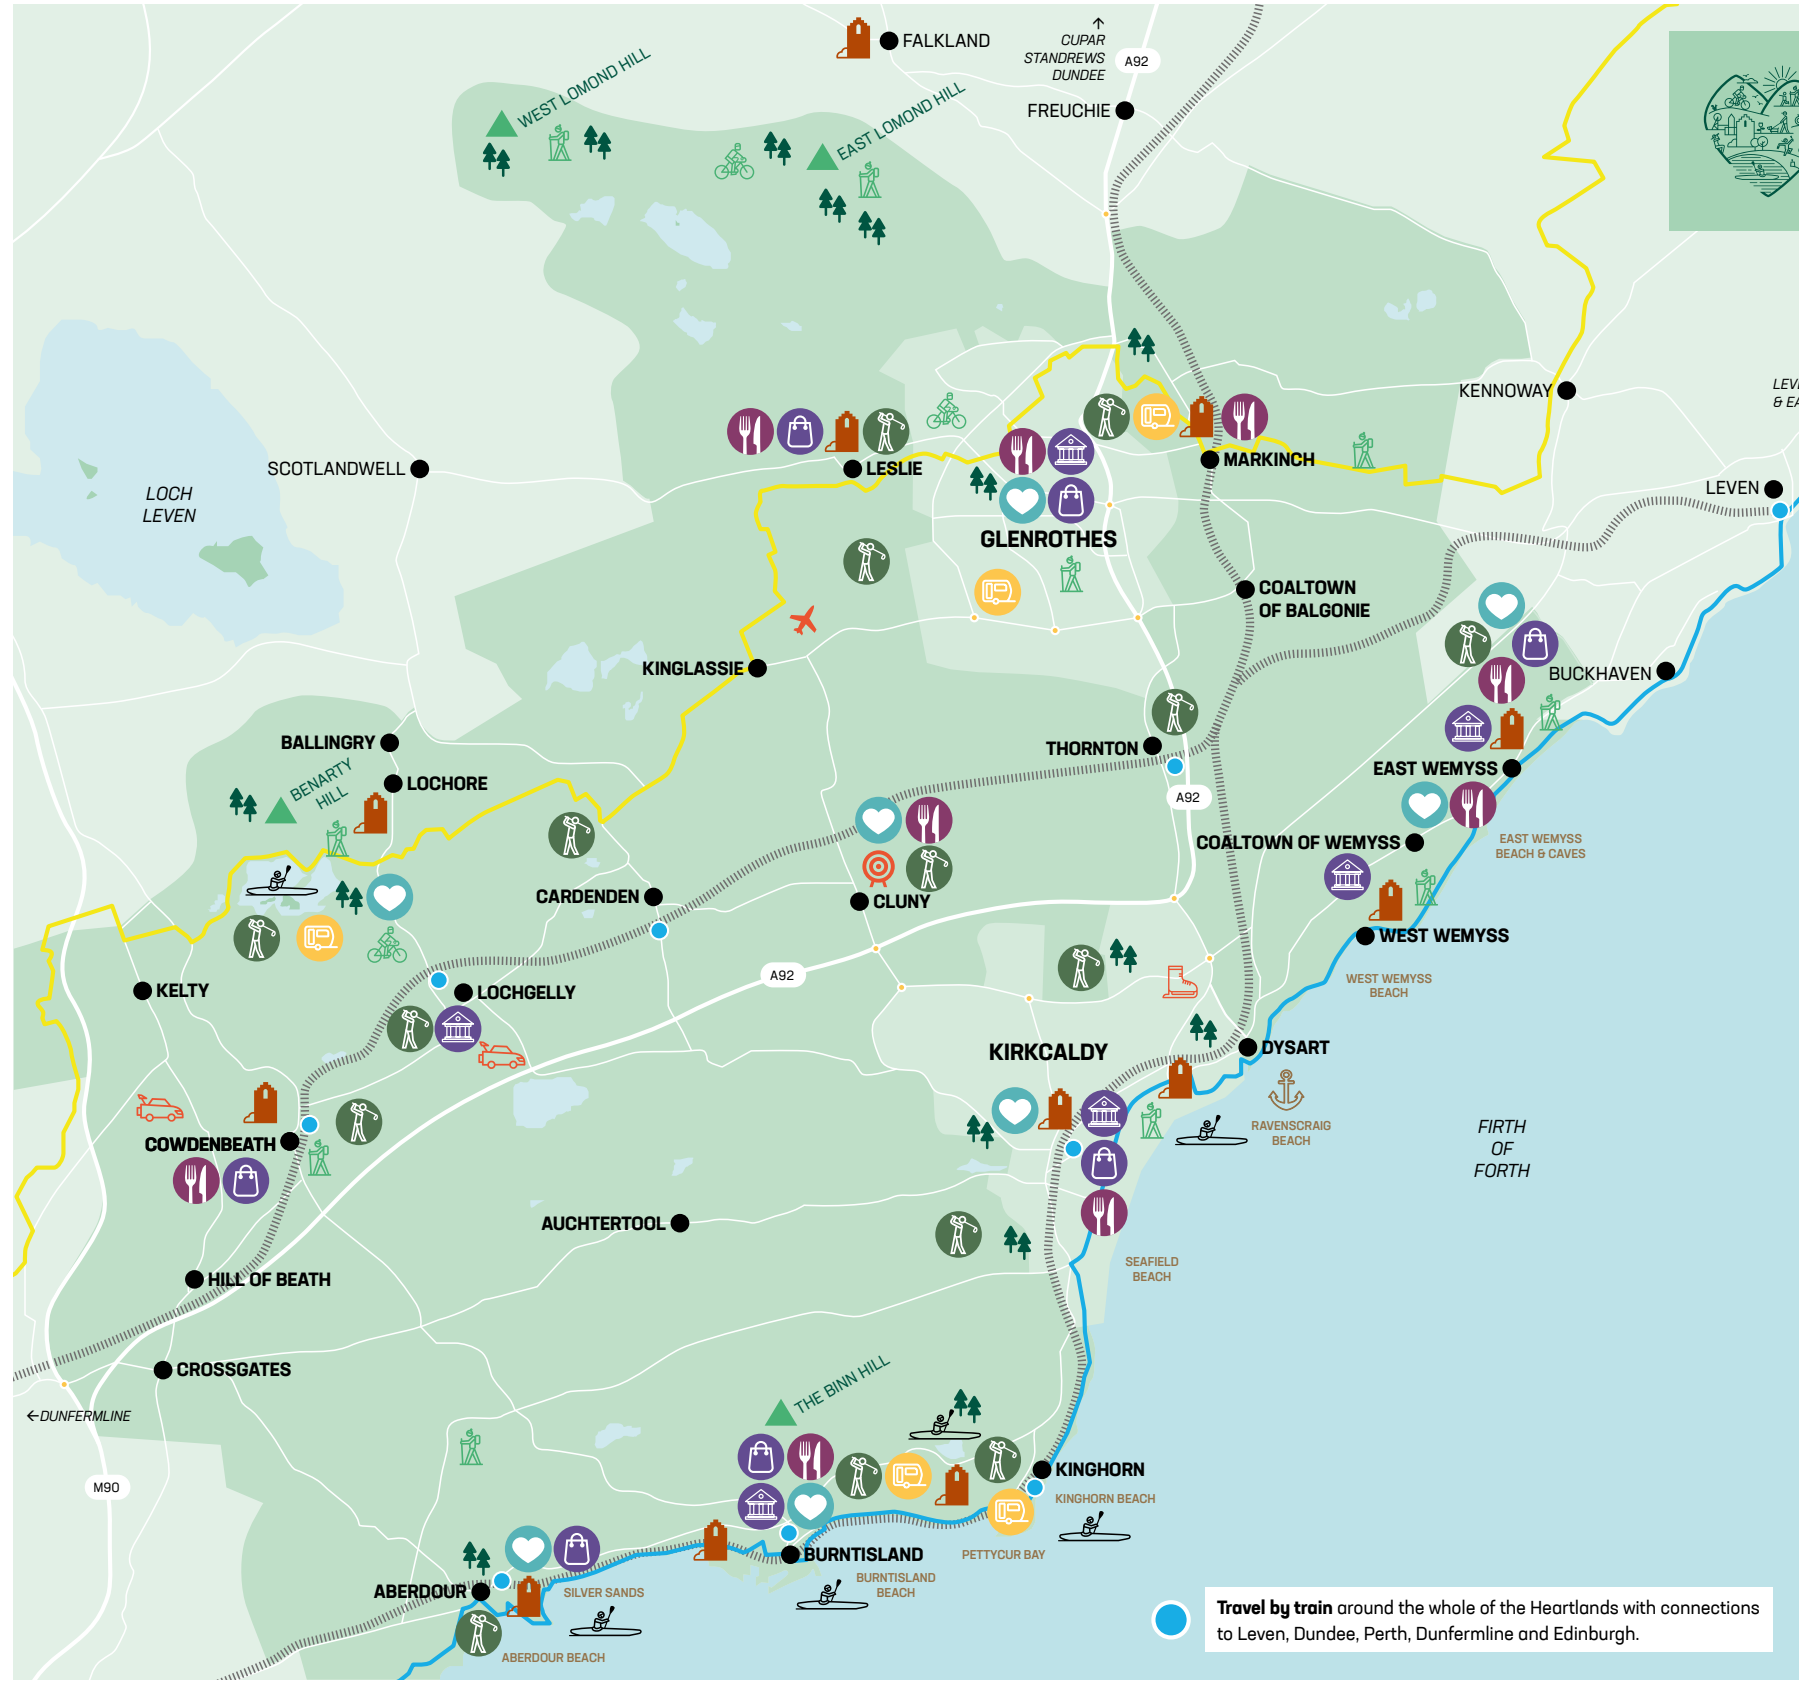 FALKLAND
CUPAR
STANDREWS
DUNDEE
A92
FREUCHIE
WEST LOMOND HILL
EAST LOMOND HILL
KENNOWAY
SCOTLANDWELL
LESLIE
MARKINCH
LOCH
LEVEN
LEVEN
GLENROTHES
COALTOWN
OF BALGONIE
KINGLASSIE
BUCKHAVEN
BALLINGRY
THORNTON
BENARTY
HILL
LOCHORE
EAST WEMYSS
A92
COALTOWN OF WEMYSS
EAST WEMYSS
BEACH & CAVES
CARDENDEN
CLUNY
WEST WEMYSS
A92
WEST WEMYSS
BEACH
KELTY
LOCHGELLY
KIRKCALDY
DYSART
RAVENSCRAIG
BEACH
FIRTH
OF
FORTH
COWDENBEATH
AUCHTERTOOL
SEAFIELD
BEACH
HILL OF BEATH
CROSSGATES
←DUNFERMLINE
THE BINN HILL
M90
KINGHORN
KINGHORN BEACH
PETTYCUR BAY
BURNTISLAND
BURNTISLAND
BEACH
ABERDOUR
SILVER SANDS
ABERDOUR BEACH
Travel by train around the whole of the Heartlands with connections
to Leven, Dundee, Perth, Dunfermline and Edinburgh.